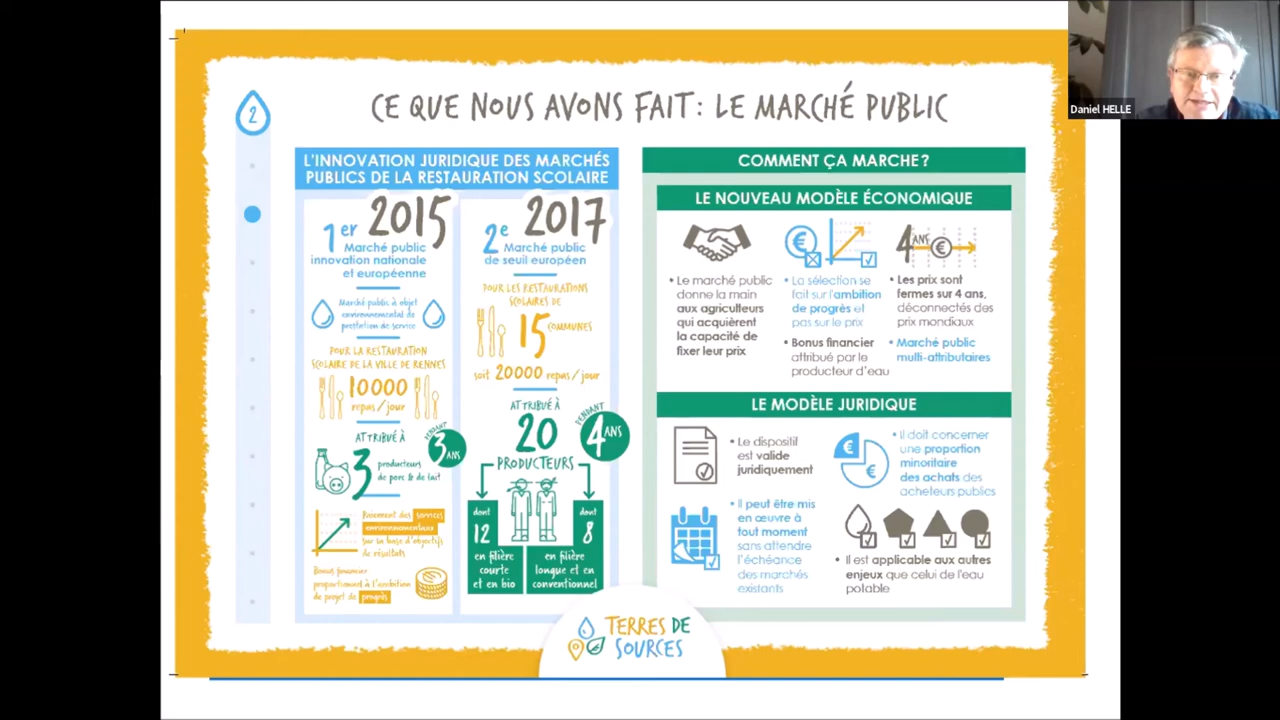 2
CE QUE NOUS AVONS FAIT : LE MARCHÉ PUBLIC
Daniel HELLE
L'INNOVATION JURIDIQUE DES MARCHÉS
PUBLICS DE LA RESTAURATION SCOLAIRE
1er 2015
Marché public
innovation nationale
et européenne
Marché public à objet
environnemental de
prestation de service
POUR LA RESTAURATION
SCOLAIRE DE LA VILLE DE RENNES
10000
repas/jour
ATTRIBUÉ À
3
producteurs
de porc & de lait
PENDANT
3 ANS
Paiement des services
environnementaux
sur la base d'objectifs
de résultats
Bonus financier
proportionnel à l'ambition
de projet de progrès
2e 2017
Marché public
de seuil européen
POUR LES RESTAURATIONS
SCOLAIRES DE
15 COMMUNES
soit 20000 repas/jour
ATTRIBUÉ À
20
PRODUCTEURS
PENDANT
4 ANS
dont
12
en filière
courte
et en bio
dont
8
en filière
longue et en
conventionnel
COMMENT ÇA MARCHE ?
LE NOUVEAU MODÈLE ÉCONOMIQUE
• Le marché public
donne la main
aux agriculteurs
qui acquièrent
la capacité de
fixer leur prix
€
• La sélection se
fait sur l'ambition
de progrès et
pas sur le prix
• Bonus financier
attribué par le
producteur d'eau
4 ANS €
• Les prix sont
fermes sur 4 ans,
déconnectés des
prix mondiaux
• Marché public
multi-attributaires
LE MODÈLE JURIDIQUE
• Le dispositif
est valide
juridiquement
€
€
• Il doit concerner
une proportion
minoritaire
des achats des
acheteurs publics
• Il peut être mis
en œuvre à
tout moment
sans attendre
l'échéance
des marchés
existants
• Il est applicable aux autres
enjeux que celui de l'eau
potable
TERRES DE
SOURCES